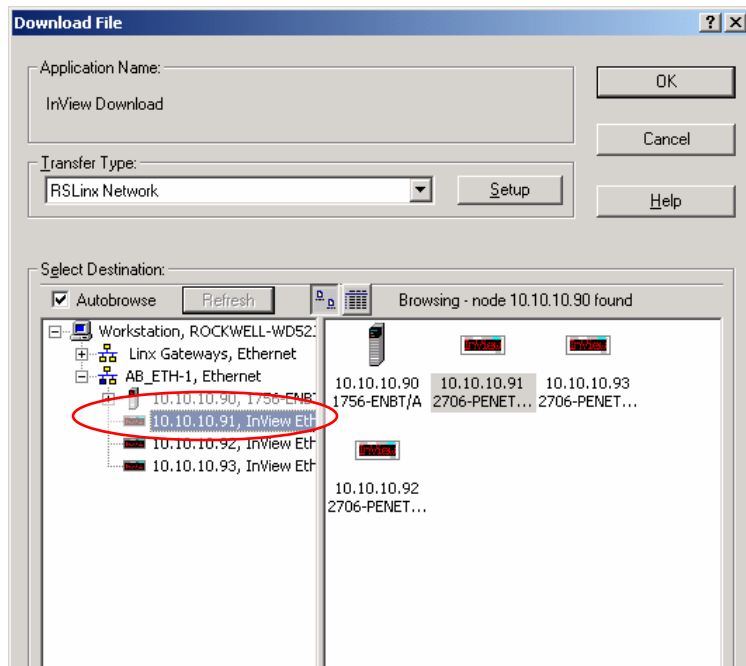 Download File
Application Name:
InView Download
OK
Cancel
Transfer Type:
RSLinx Network
Setup
Help
Select Destination:
Autobrowse
Refresh
Browsing - node 10.10.10.90 found
Workstation, ROCKWELL-WD52
Linx Gateways, Ethernet
AB_ETH-1, Ethernet
10.10.10.90, 1756-ENBT
10.10.10.91, InView Eth
10.10.10.92, InView Eth
10.10.10.93, InView Eth
10.10.10.90
1756-ENBT/A
InView
10.10.10.91
2706-PENET...
InView
10.10.10.93
2706-PENET...
InView
10.10.10.92
2706-PENET...